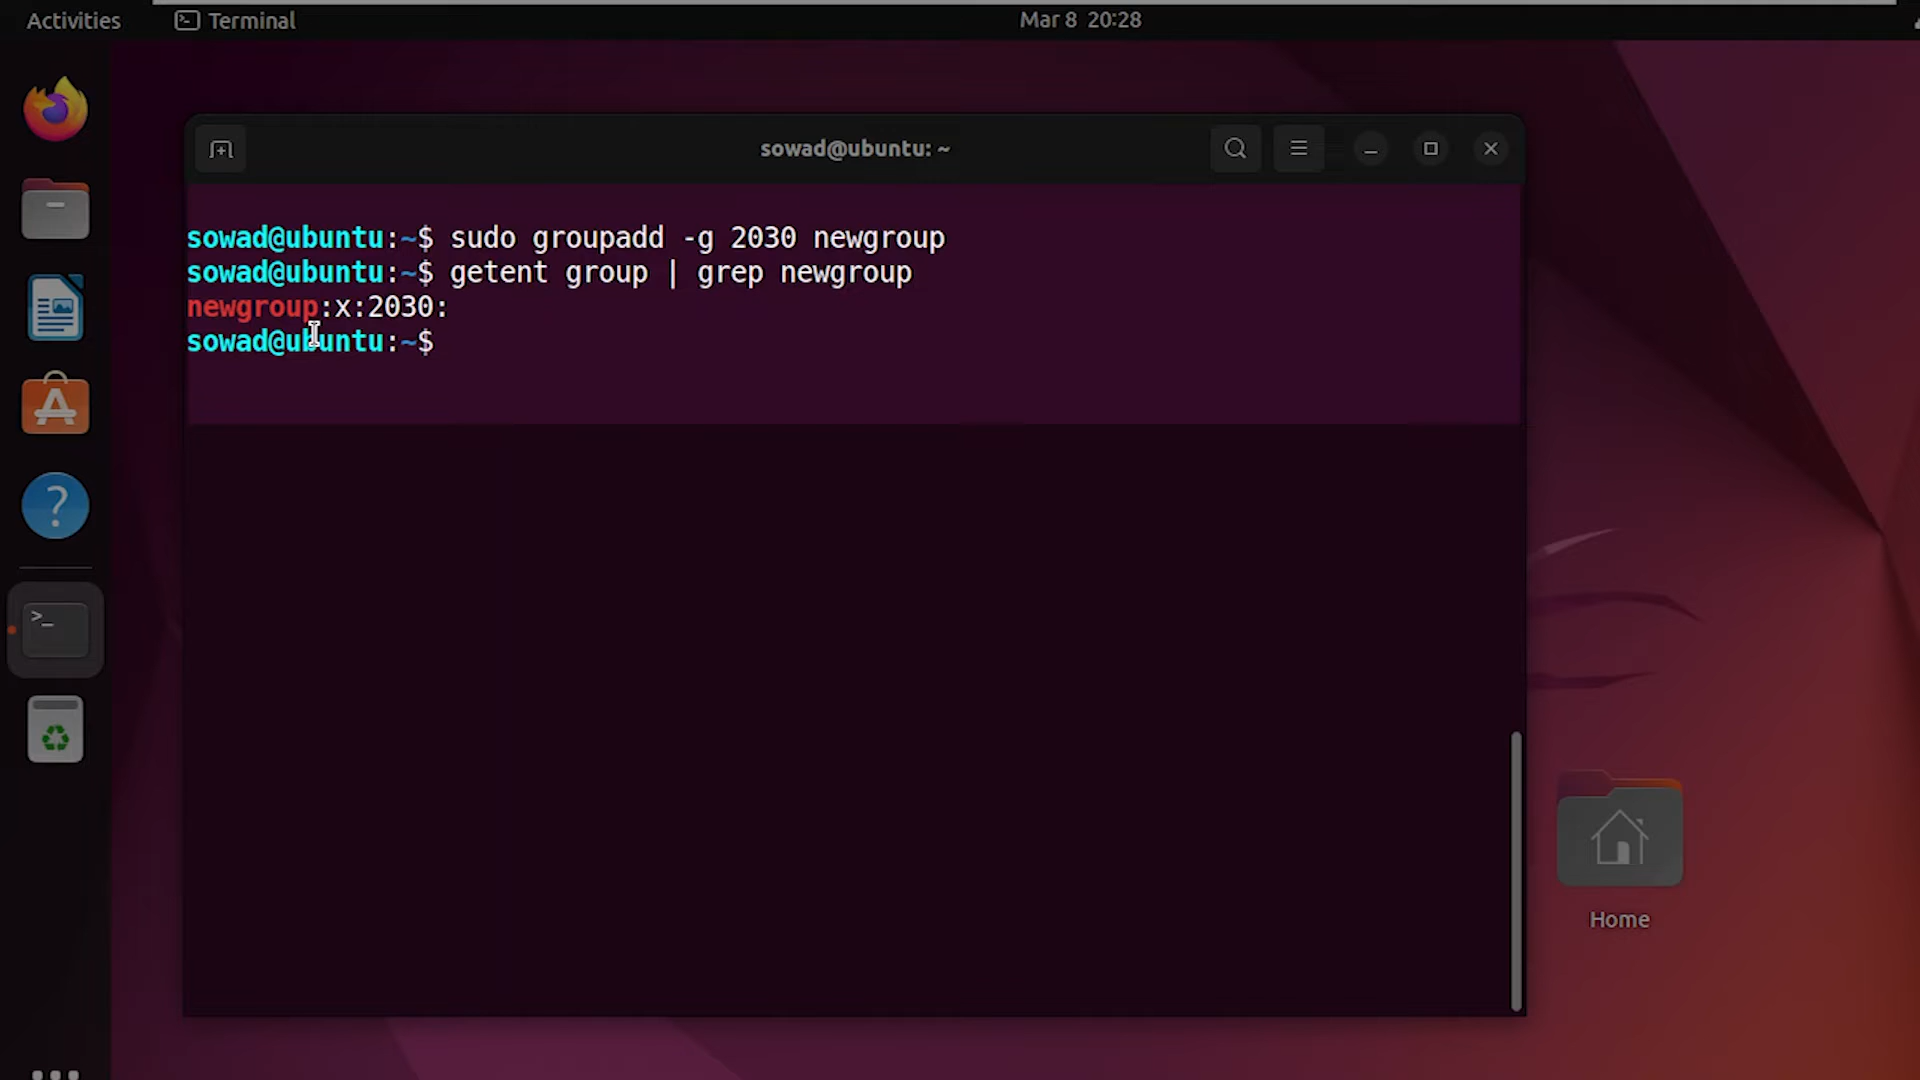 Activities
Terminal
Mar 8 20:28
sowad@ubuntu: ~
sowad@ubuntu:~$ sudo groupadd -g 2030 newgroup
sowad@ubuntu:~$ getent group | grep newgroup
newgroup:x:2030:
sowad@ubuntu:~$
Home